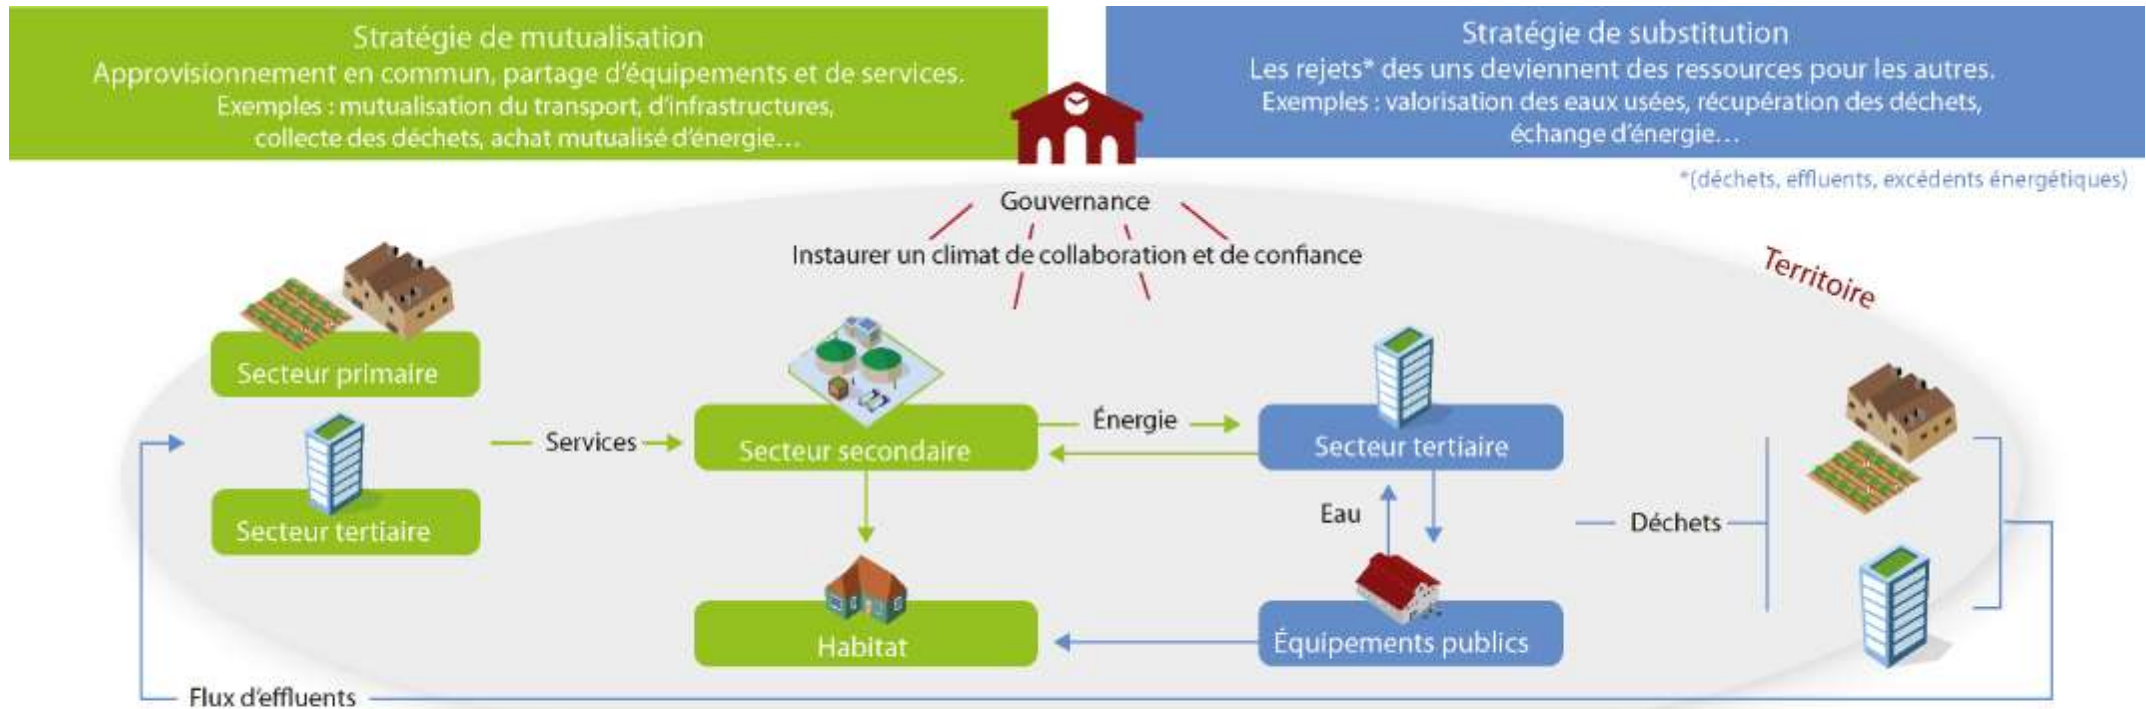 Stratégie de mutualisation
Approvisionnement en commun, partage d'équipements et de services.
Exemples : mutualisation du transport, d'infrastructures,
collecte des déchets, achat mutualisé d'énergie…
Stratégie de substitution
Les rejets* des uns deviennent des ressources pour les autres.
Exemples : valorisation des eaux usées, récupération des déchets,
échange d'énergie…
*(déchets, effluents, excédents énergétiques)
Gouvernance
Instaurer un climat de collaboration et de confiance
Territoire
Secteur primaire
Secteur tertiaire
Services
Secteur secondaire
Énergie
Secteur tertiaire
Eau
Déchets
Habitat
Équipements publics
Flux d'effluents